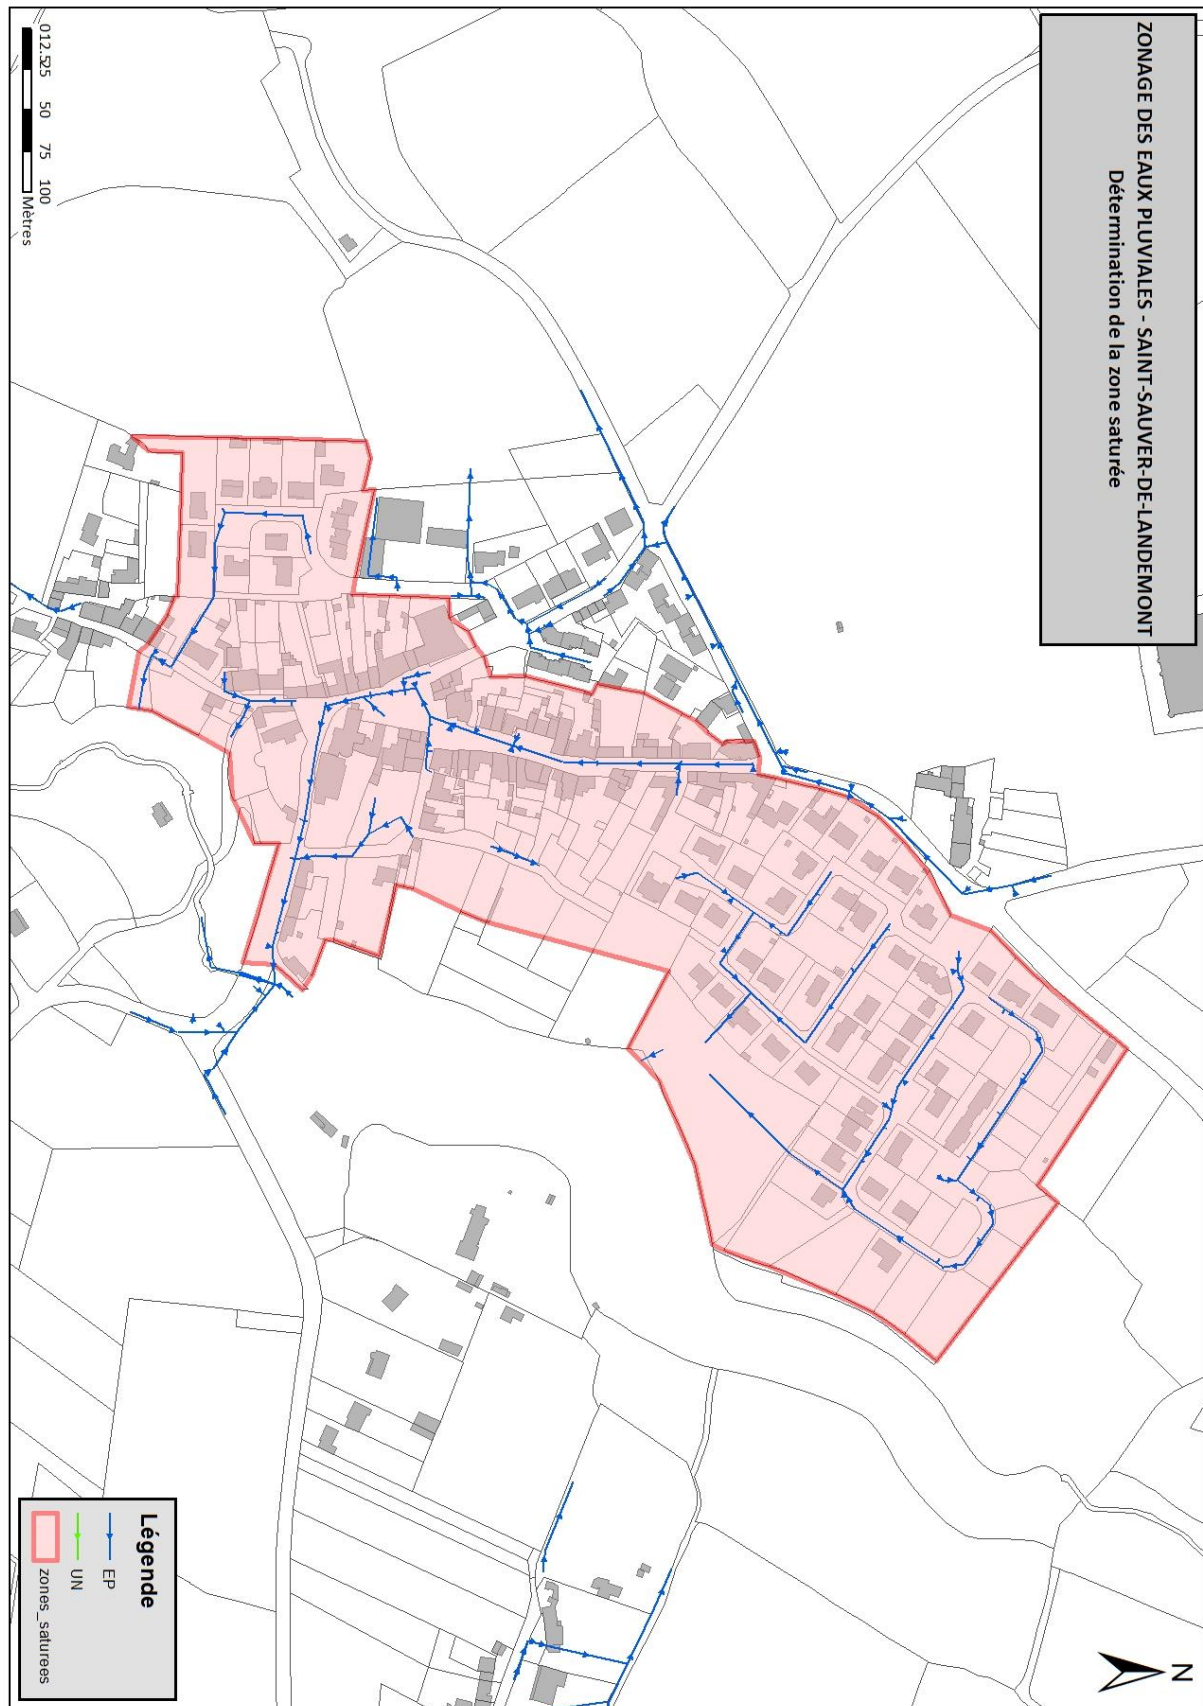 ZONAGE DES EAUX PLUVIALES - SAINT-SAUVER-DE-LANDEMONT
Détermination de la zone saturée
N
0 12.525 50 75 100
Mètres
Légende
EP
UN
zones_saturees